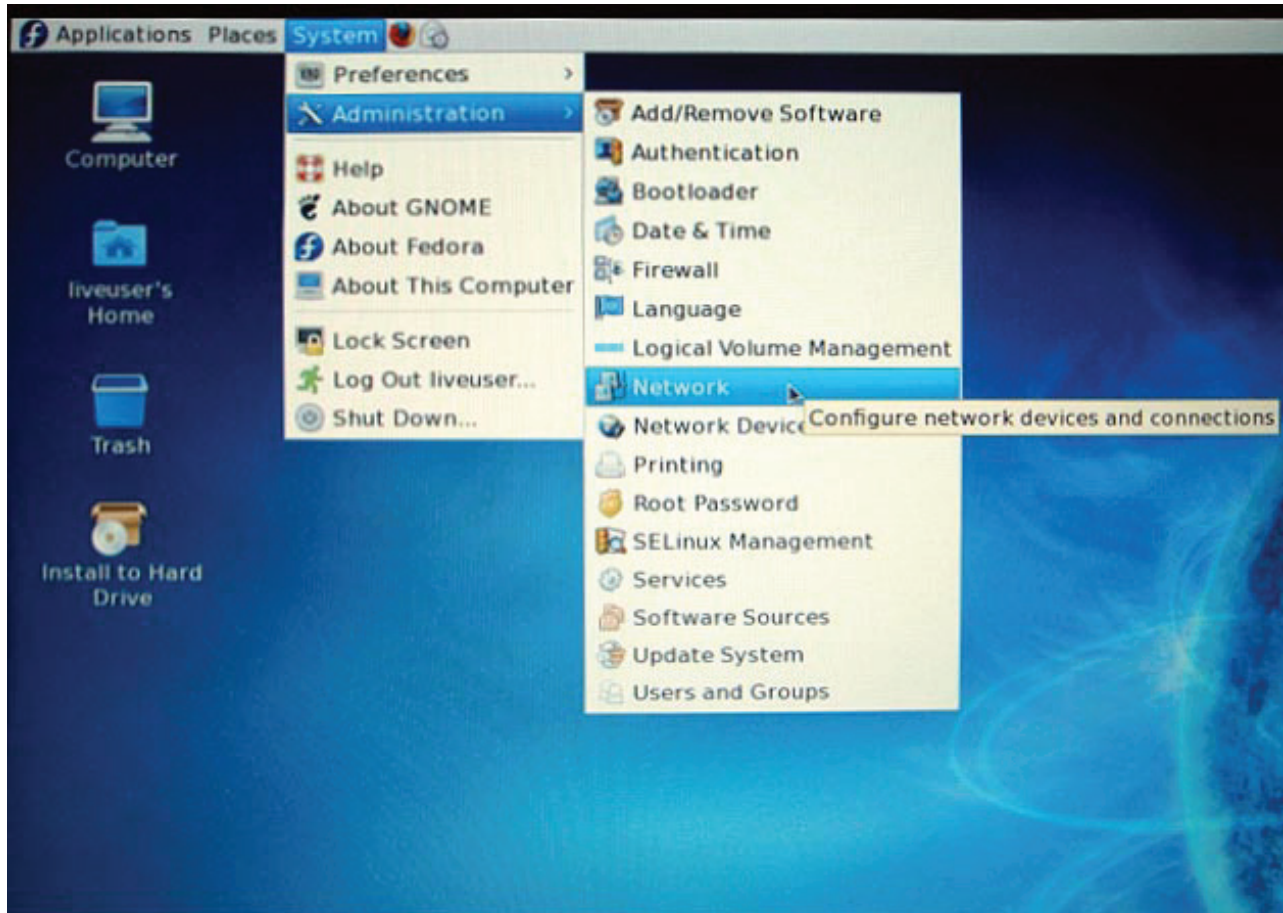 Applications Places System
Preferences
Administration
Help
About GNOME
About Fedora
About This Computer
Lock Screen
Log Out liveuser...
Shut Down...
Add/Remove Software
Authentication
Bootloader
Date & Time
Firewall
Language
Logical Volume Management
Network
Network Device
Configure network devices and connections
Printing
Root Password
SELinux Management
Services
Software Sources
Update System
Users and Groups
Computer
liveuser's
Home
Trash
Install to Hard
Drive